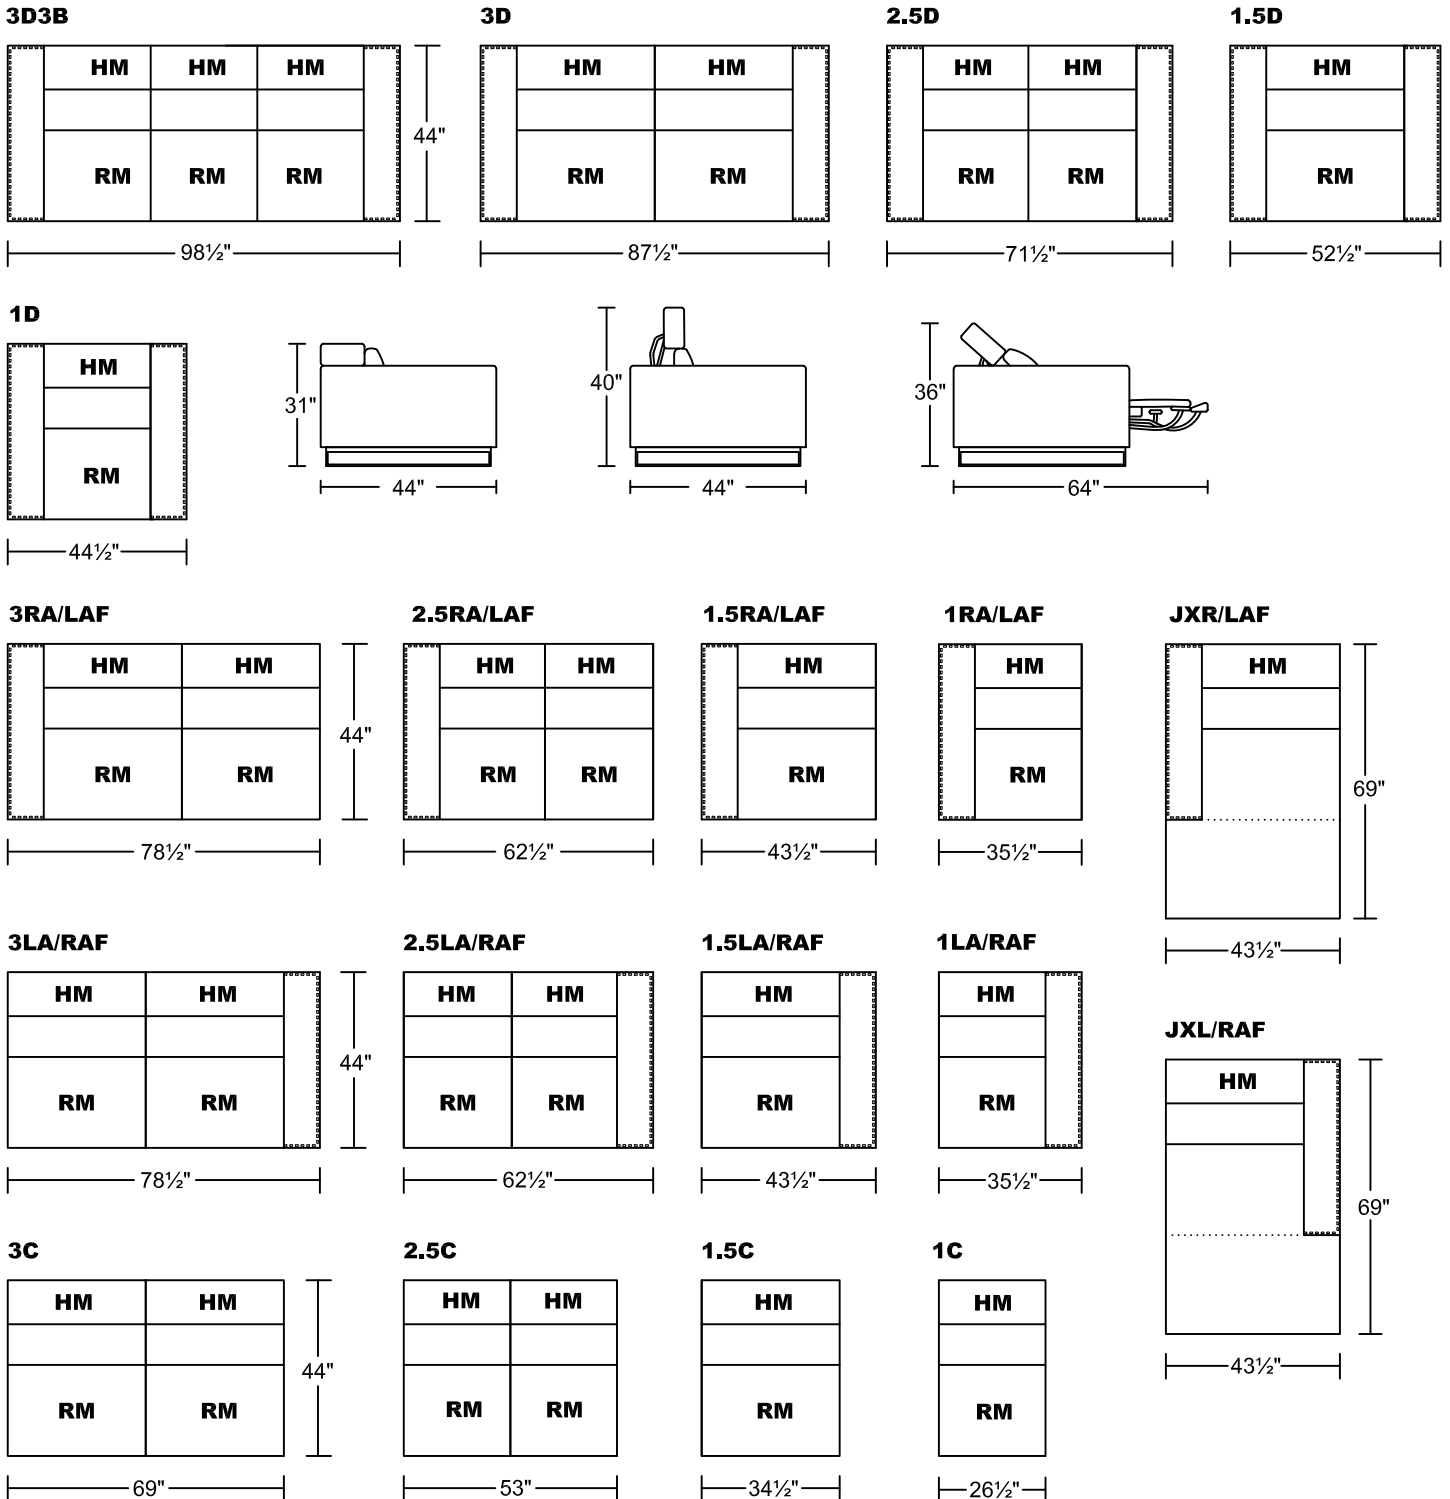 3D3B 3D 2.5D 1.5D
HM HM HM HM HM HM HM HM
44"
RM RM RM RM RM RM RM RM
98½" 87½" 71½" 52½"
1D
HM
31" 40" 36"
RM
44" 44" 64"
44½"
3RA/LAF 2.5RA/LAF 1.5RA/LAF 1RA/LAF JXR/LAF
HM HM HM HM HM HM HM
44"
RM RM RM RM RM RM
69"
78½" 62½" 43½" 35½"
43½"
3LA/RAF 2.5LA/RAF 1.5LA/RAF 1LA/RAF
HM HM HM HM HM HM
44"
RM RM RM RM RM RM
78½" 62½" 43½" 35½"
JXL/RAF
HM
69"
43½"
3C 2.5C 1.5C 1C
HM HM HM HM HM HM
44"
RM RM RM RM RM RM
69" 53" 34½" 26½"